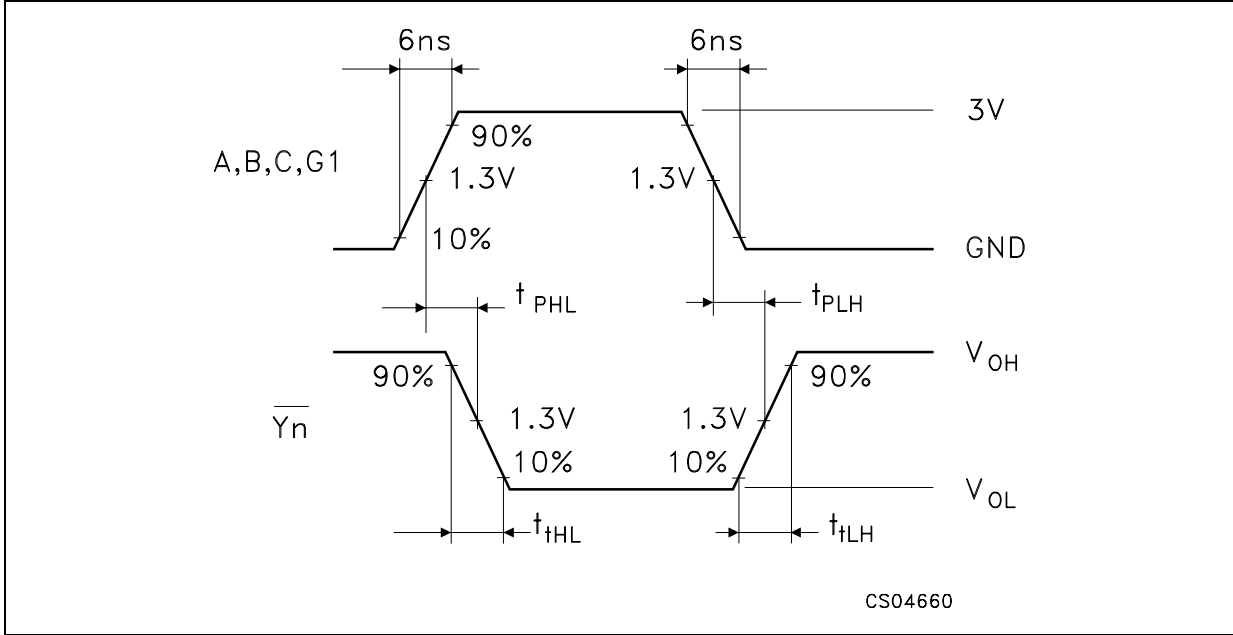 6ns 6ns
3V
90%
A,B,C,G1 1.3V 1.3V
10% GND
t PHL tPLH
VOH
90% 90%
Yn 1.3V 1.3V
10% 10%
VOL
ttHL ttLH
CS04660